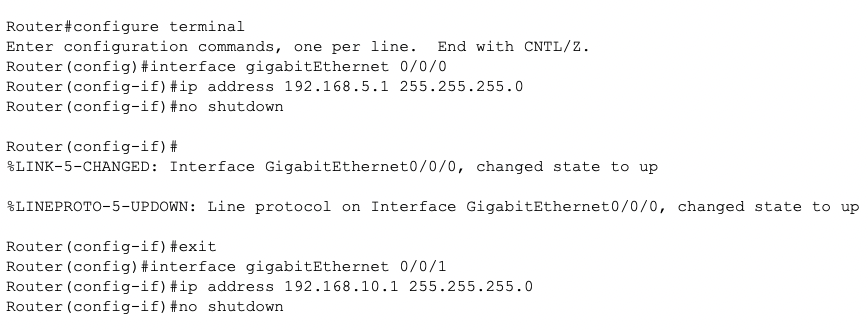 Router#configure terminal
Enter configuration commands, one per line.  End with CNTL/Z.
Router(config)#interface gigabitEthernet 0/0/0
Router(config-if)#ip address 192.168.5.1 255.255.255.0
Router(config-if)#no shutdown
Router(config-if)#
%LINK-5-CHANGED: Interface GigabitEthernet0/0/0, changed state to up
%LINEPROTO-5-UPDOWN: Line protocol on Interface GigabitEthernet0/0/0, changed state to up
Router(config-if)#exit
Router(config)#interface gigabitEthernet 0/0/1
Router(config-if)#ip address 192.168.10.1 255.255.255.0
Router(config-if)#no shutdown